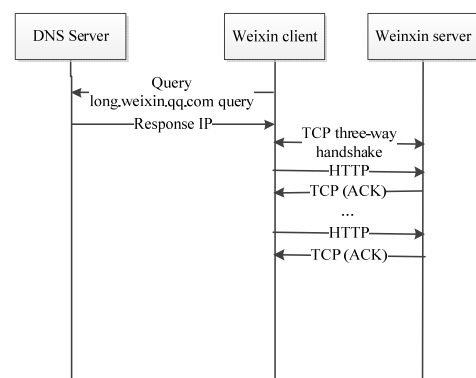 DNS Server
Weixin client
Weinxin server
Query
long.weixin.qq.com query
Response IP
TCP three-way
handshake
HTTP
TCP (ACK)
...
HTTP
TCP (ACK)